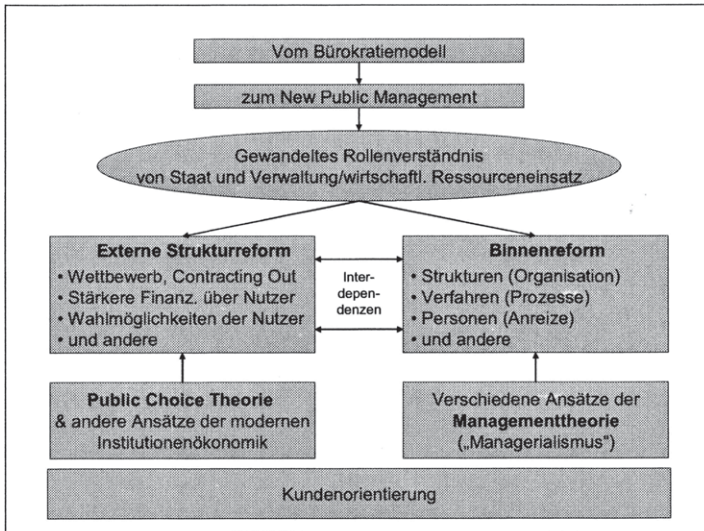 Vom Bürokratiemodell
zum New Public Management
Gewandeltes Rollenverständnis
von Staat und Verwaltung/wirtschaftl. Ressourceneinsatz
Externe Strukturreform
• Wettbewerb, Contracting Out
• Stärkere Finanz. über Nutzer
• Wahlmöglichkeiten der Nutzer
• und andere
Inter-
depen-
denzen
Binnenreform
• Strukturen (Organisation)
• Verfahren (Prozesse)
• Personen (Anreize)
• und andere
Public Choice Theorie
& andere Ansätze der modernen
Institutionenökonomik
Verschiedene Ansätze der
Managementtheorie
(„Managerialismus")
Kundenorientierung